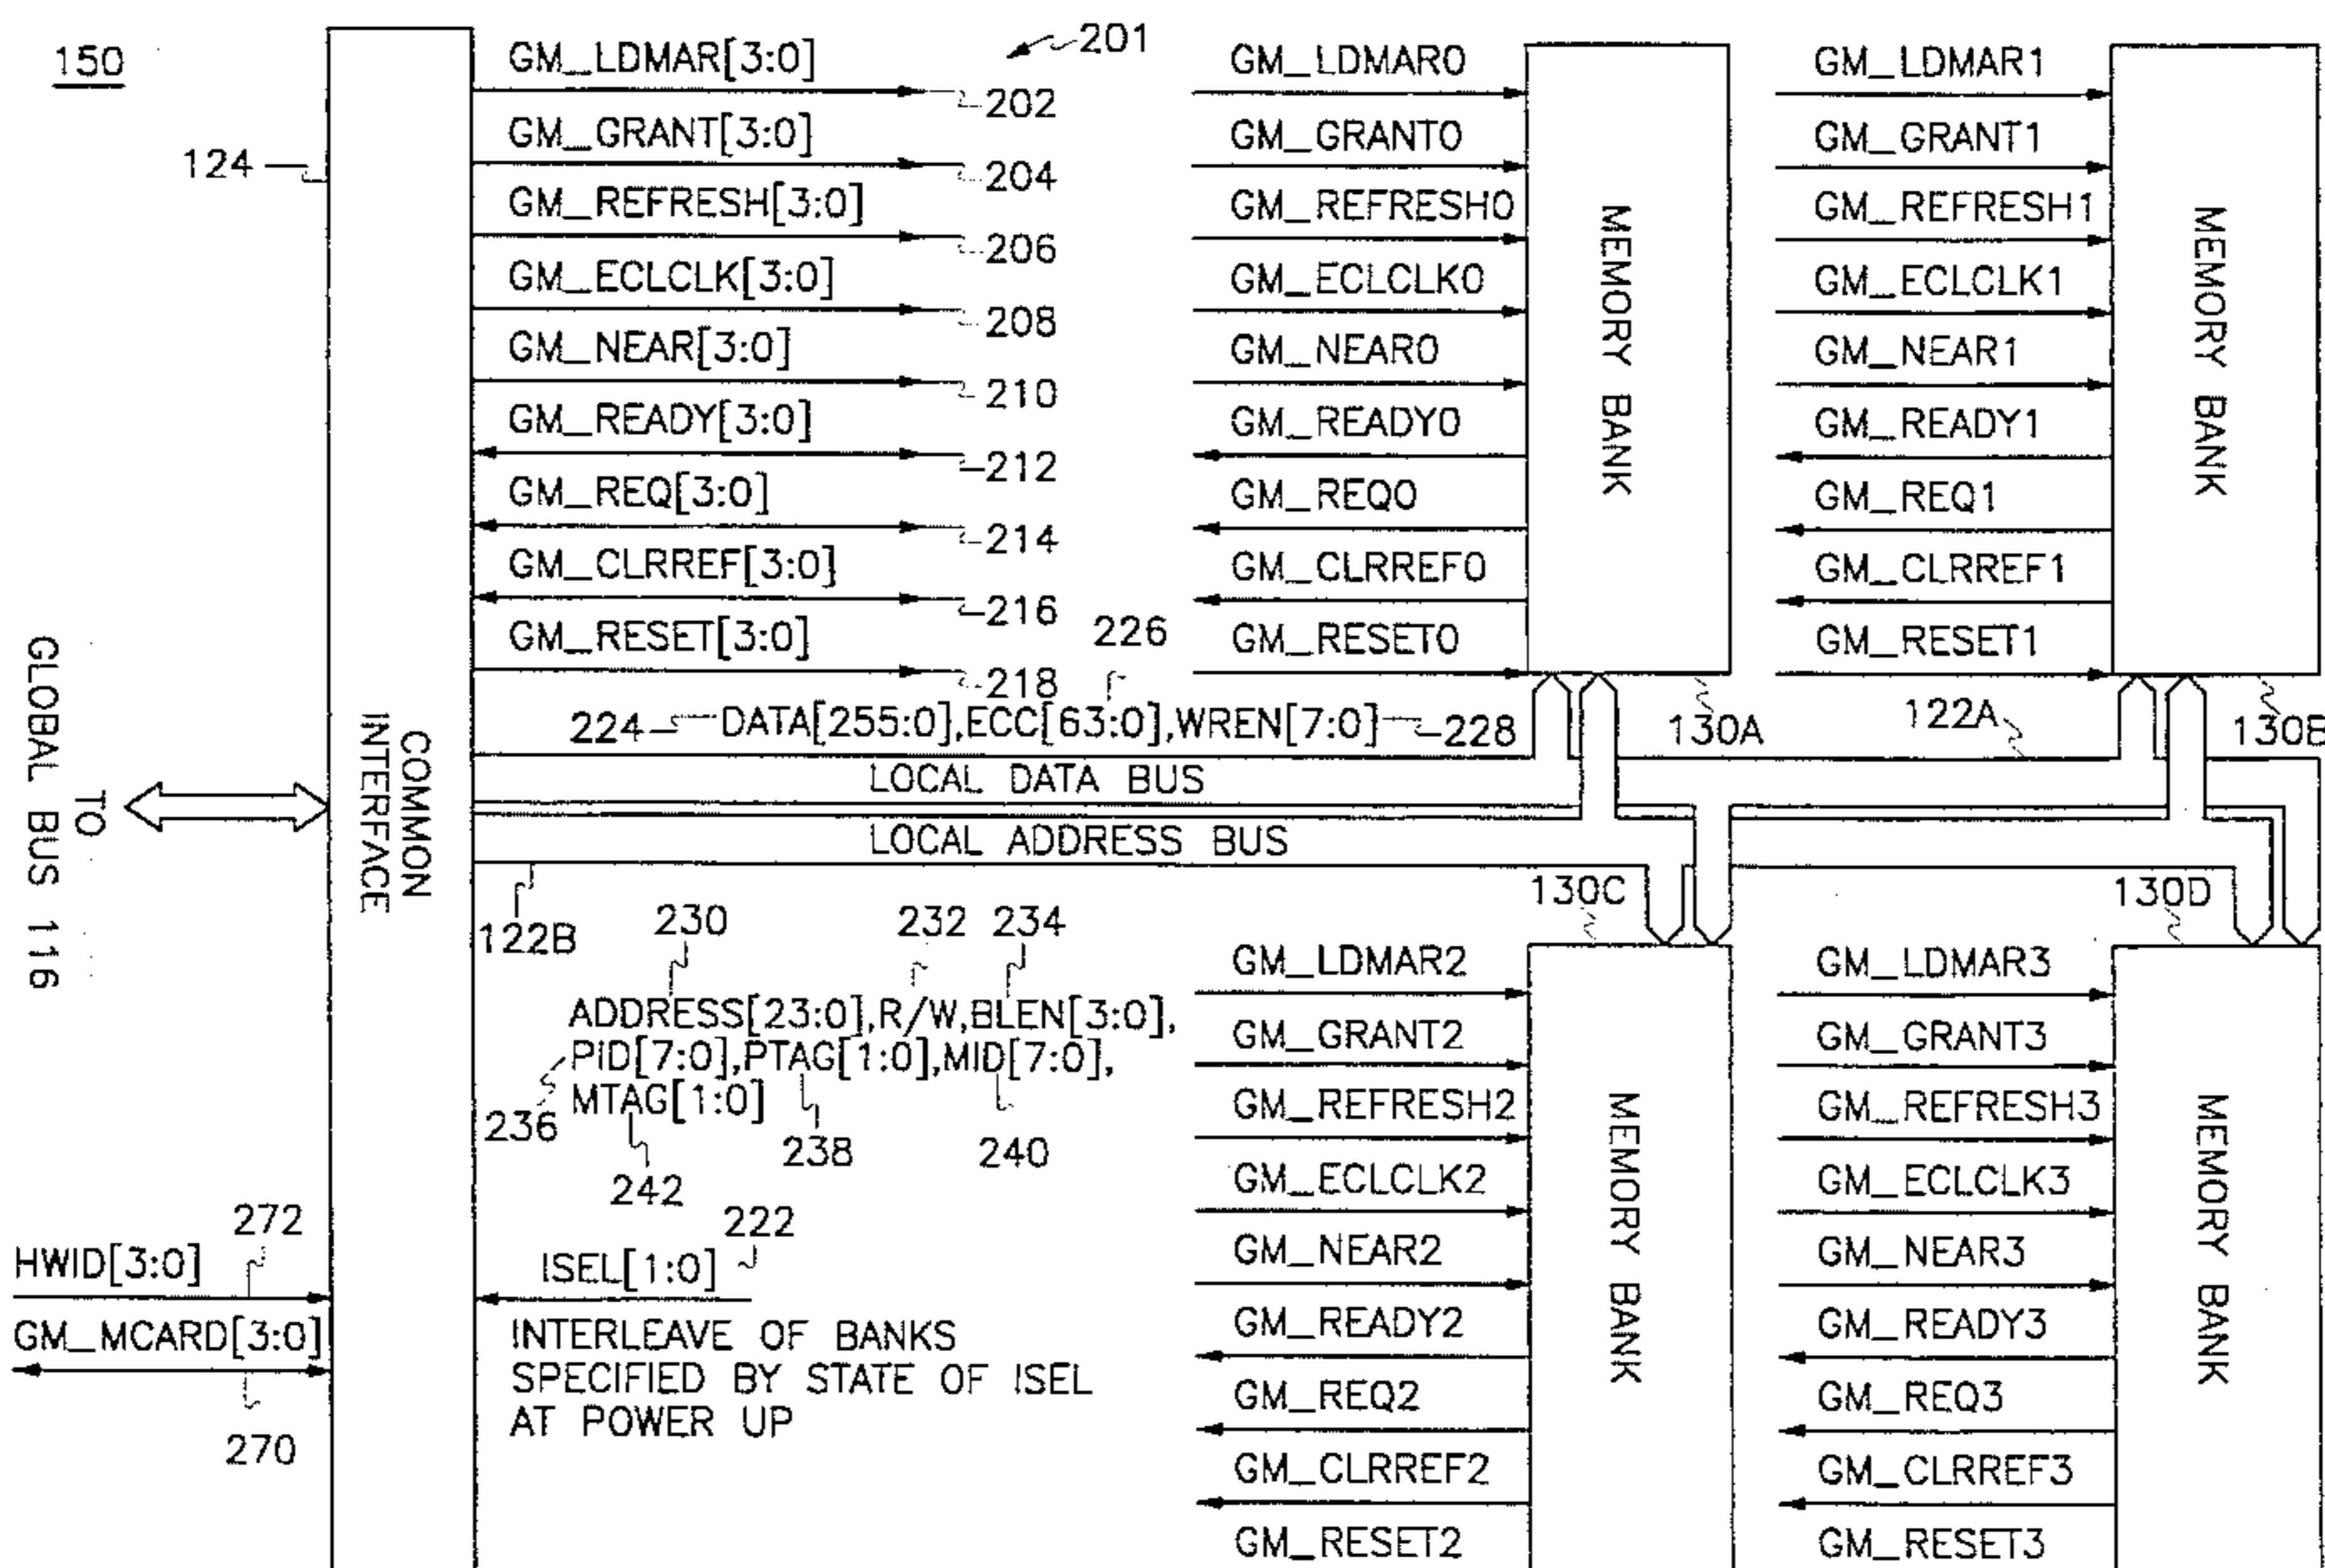 150
124
GM_LDMAR[3:0]
202
GM_GRANT[3:0]
204
GM_REFRESH[3:0]
206
GM_ECLCLK[3:0]
208
GM_NEAR[3:0]
210
GM_READY[3:0]
212
GM_REQ[3:0]
214
GM_CLRREF[3:0]
216
GM_RESET[3:0]
218
201
GM_LDMAR0
GM_GRANT0
GM_REFRESH0
GM_ECLCLK0
GM_NEAR0
GM_READY0
GM_REQ0
GM_CLRREF0
GM_RESET0
MEMORY BANK
130A
GM_LDMAR1
GM_GRANT1
GM_REFRESH1
GM_ECLCLK1
GM_NEAR1
GM_READY1
GM_REQ1
GM_CLRREF1
GM_RESET1
MEMORY BANK
130B
226
224
DATA[255:0],ECC[63:0],WREN[7:0]
228
122A
LOCAL DATA BUS
LOCAL ADDRESS BUS
122B
COMMON
INTERFACE
TO
GLOBAL BUS 116
230
232
234
ADDRESS[23:0],R/W,BLEN[3:0],
PID[7:0],PTAG[1:0],MID[7:0],
MTAG[1:0]
236
238
240
242
222
ISEL[1:0]
INTERLEAVE OF BANKS
SPECIFIED BY STATE OF ISEL
AT POWER UP
272
HWID[3:0]
GM_MCARD[3:0]
270
130C
GM_LDMAR2
GM_GRANT2
GM_REFRESH2
GM_ECLCLK2
GM_NEAR2
GM_READY2
GM_REQ2
GM_CLRREF2
GM_RESET2
MEMORY BANK
130D
GM_LDMAR3
GM_GRANT3
GM_REFRESH3
GM_ECLCLK3
GM_NEAR3
GM_READY3
GM_REQ3
GM_CLRREF3
GM_RESET3
MEMORY BANK